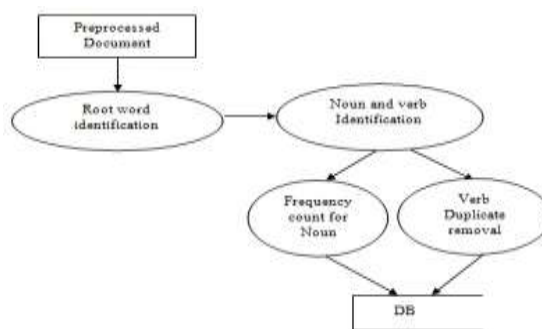 Preprocessed
Document
Root word
identification
Noun and verb
Identification
Frequency
count for
Noun
Verb
Duplicate
removal
DB